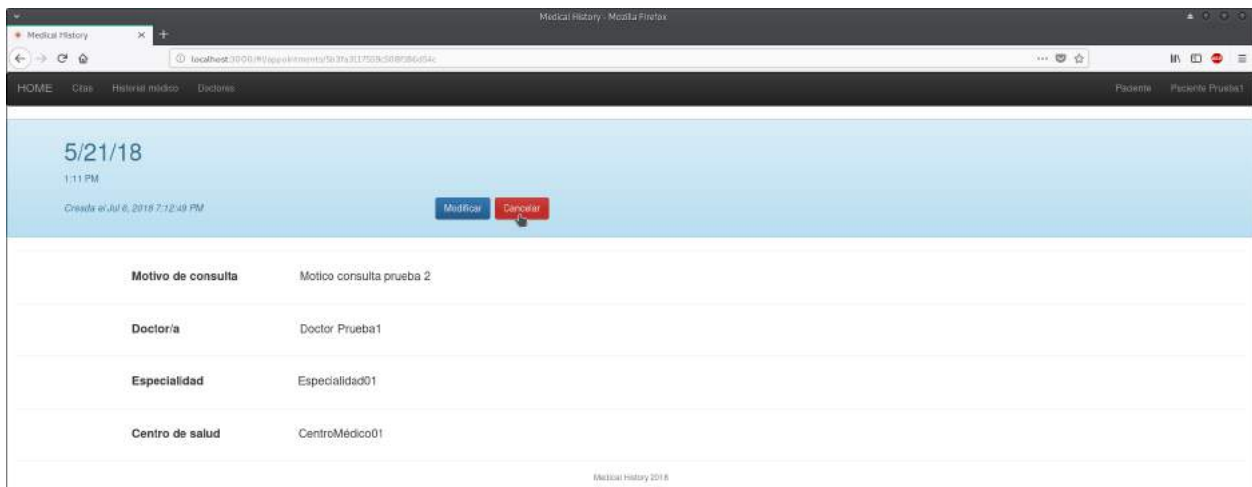 Medical History - Mozilla Firefox
Medical History
HOME Citas Historial médico Doctores Paciente Paciente Prueba1
5/21/18
1:11 PM
Creada el Jul 6, 2018 7:12:49 PM
Modificar Cancelar
Motivo de consulta Motico consulta prueba 2
Doctor/a Doctor Prueba1
Especialidad Especialidad01
Centro de salud CentroMédico01
Medical History 2018